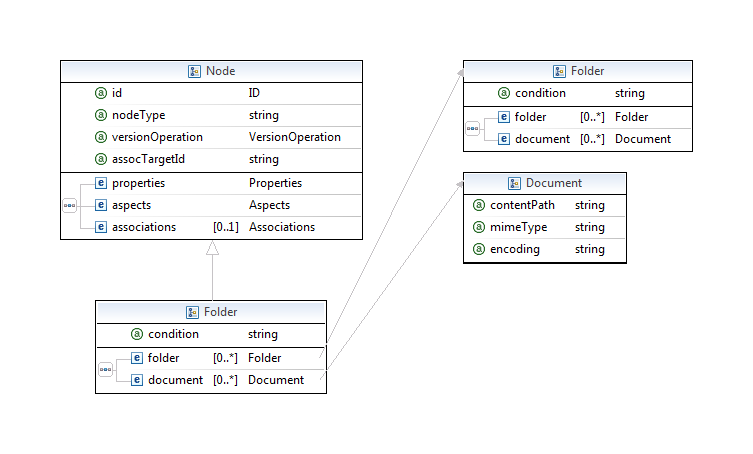 Node
id ID
nodeType string
versionOperation VersionOperation
assocTargetId string
properties Properties
aspects Aspects
associations [0..1] Associations
Folder
condition string
folder [0..*] Folder
document [0..*] Document
Document
contentPath string
mimeType string
encoding string
Folder
condition string
folder [0..*] Folder
document [0..*] Document